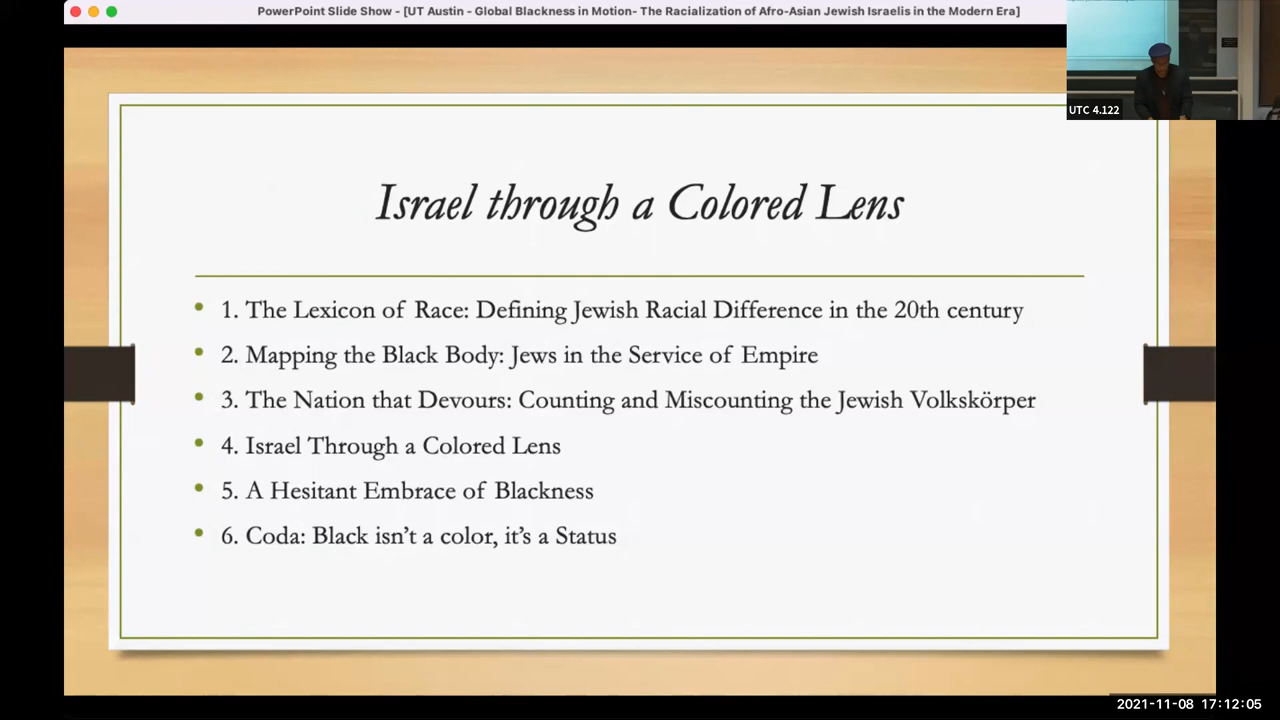 PowerPoint Slide Show - [UT Austin - Global Blackness in Motion- The Racialization of Afro-Asian Jewish Israelis in the Modern Era]
UTC 4.122
Israel through a Colored Lens
• 1. The Lexicon of Race: Defining Jewish Racial Difference in the 20th century
• 2. Mapping the Black Body: Jews in the Service of Empire
• 3. The Nation that Devours: Counting and Miscounting the Jewish Volkskörper
• 4. Israel Through a Colored Lens
• 5. A Hesitant Embrace of Blackness
• 6. Coda: Black isn’t a color, it’s a Status
2021-11-08 17:12:05